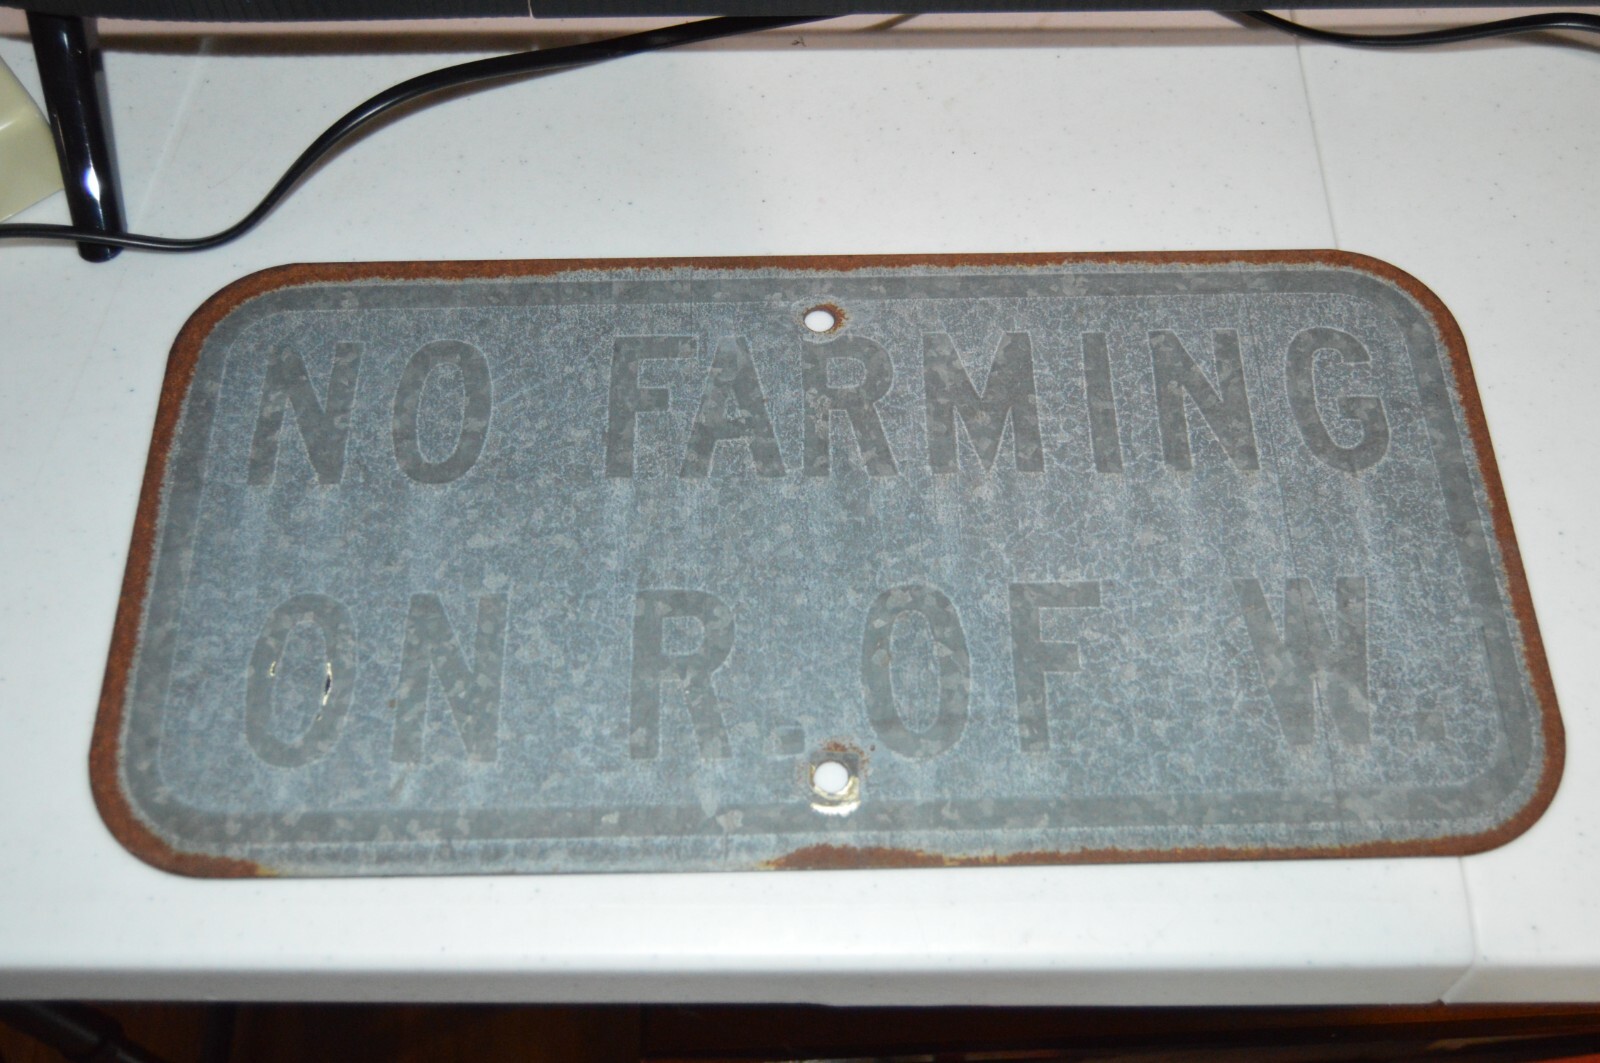 NO FARMING
ON R. OF W.